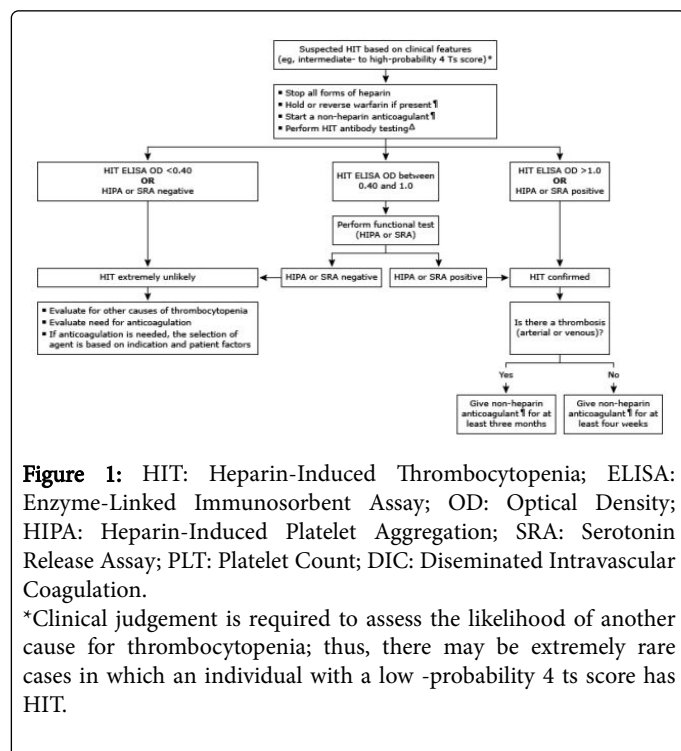 Suspected HIT based on clinical features
(eg, intermediate- to high-probability 4 Ts score)*
▪ Stop all forms of heparin
▪ Hold or reverse warfarin if present¶
▪ Start a non-heparin anticoagulant¶
▪ Perform HIT antibody testingΔ
HIT ELISA OD <0.40
OR
HIPA or SRA negative
HIT ELISA OD between
0.40 and 1.0
HIT ELISA OD >1.0
OR
HIPA or SRA positive
Perform functional test
(HIPA or SRA)
HIT extremely unlikely
HIPA or SRA negative
HIPA or SRA positive
HIT confirmed
▪ Evaluate for other causes of thrombocytopenia
▪ Evaluate need for anticoagulation
▪ If anticoagulation is needed, the selection of
agent is based on indication and patient factors
Is there a thrombosis
(arterial or venous)?
Yes
No
Give non-heparin
anticoagulant¶ for at
least three months
Give non-heparin
anticoagulant¶ for at
least four weeks
Figure 1: HIT: Heparin-Induced Thrombocytopenia; ELISA:
Enzyme-Linked Immunosorbent Assay; OD: Optical Density;
HIPA: Heparin-Induced Platelet Aggregation; SRA: Serotonin
Release Assay; PLT: Platelet Count; DIC: Diseminated Intravascular
Coagulation.
*Clinical judgement is required to assess the likelihood of another
cause for thrombocytopenia; thus, there may be extremely rare
cases in which an individual with a low -probability 4 ts score has
HIT.